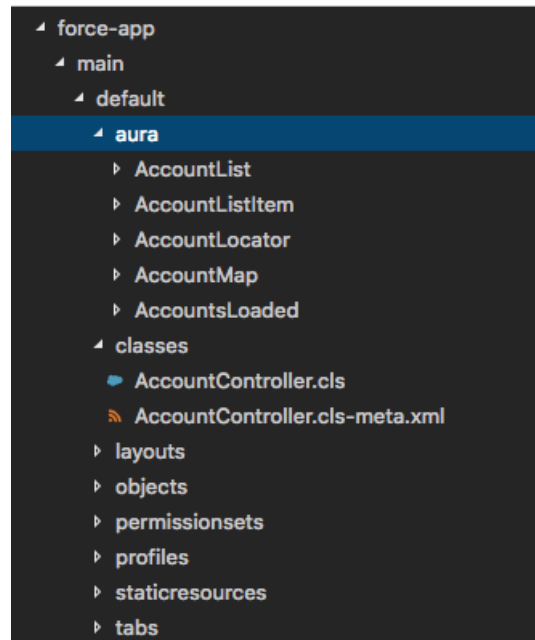 force-app
main
default
aura
AccountList
AccountListItem
AccountLocator
AccountMap
AccountsLoaded
classes
AccountController.cls
AccountController.cls-meta.xml
layouts
objects
permissionsets
profiles
staticresources
tabs